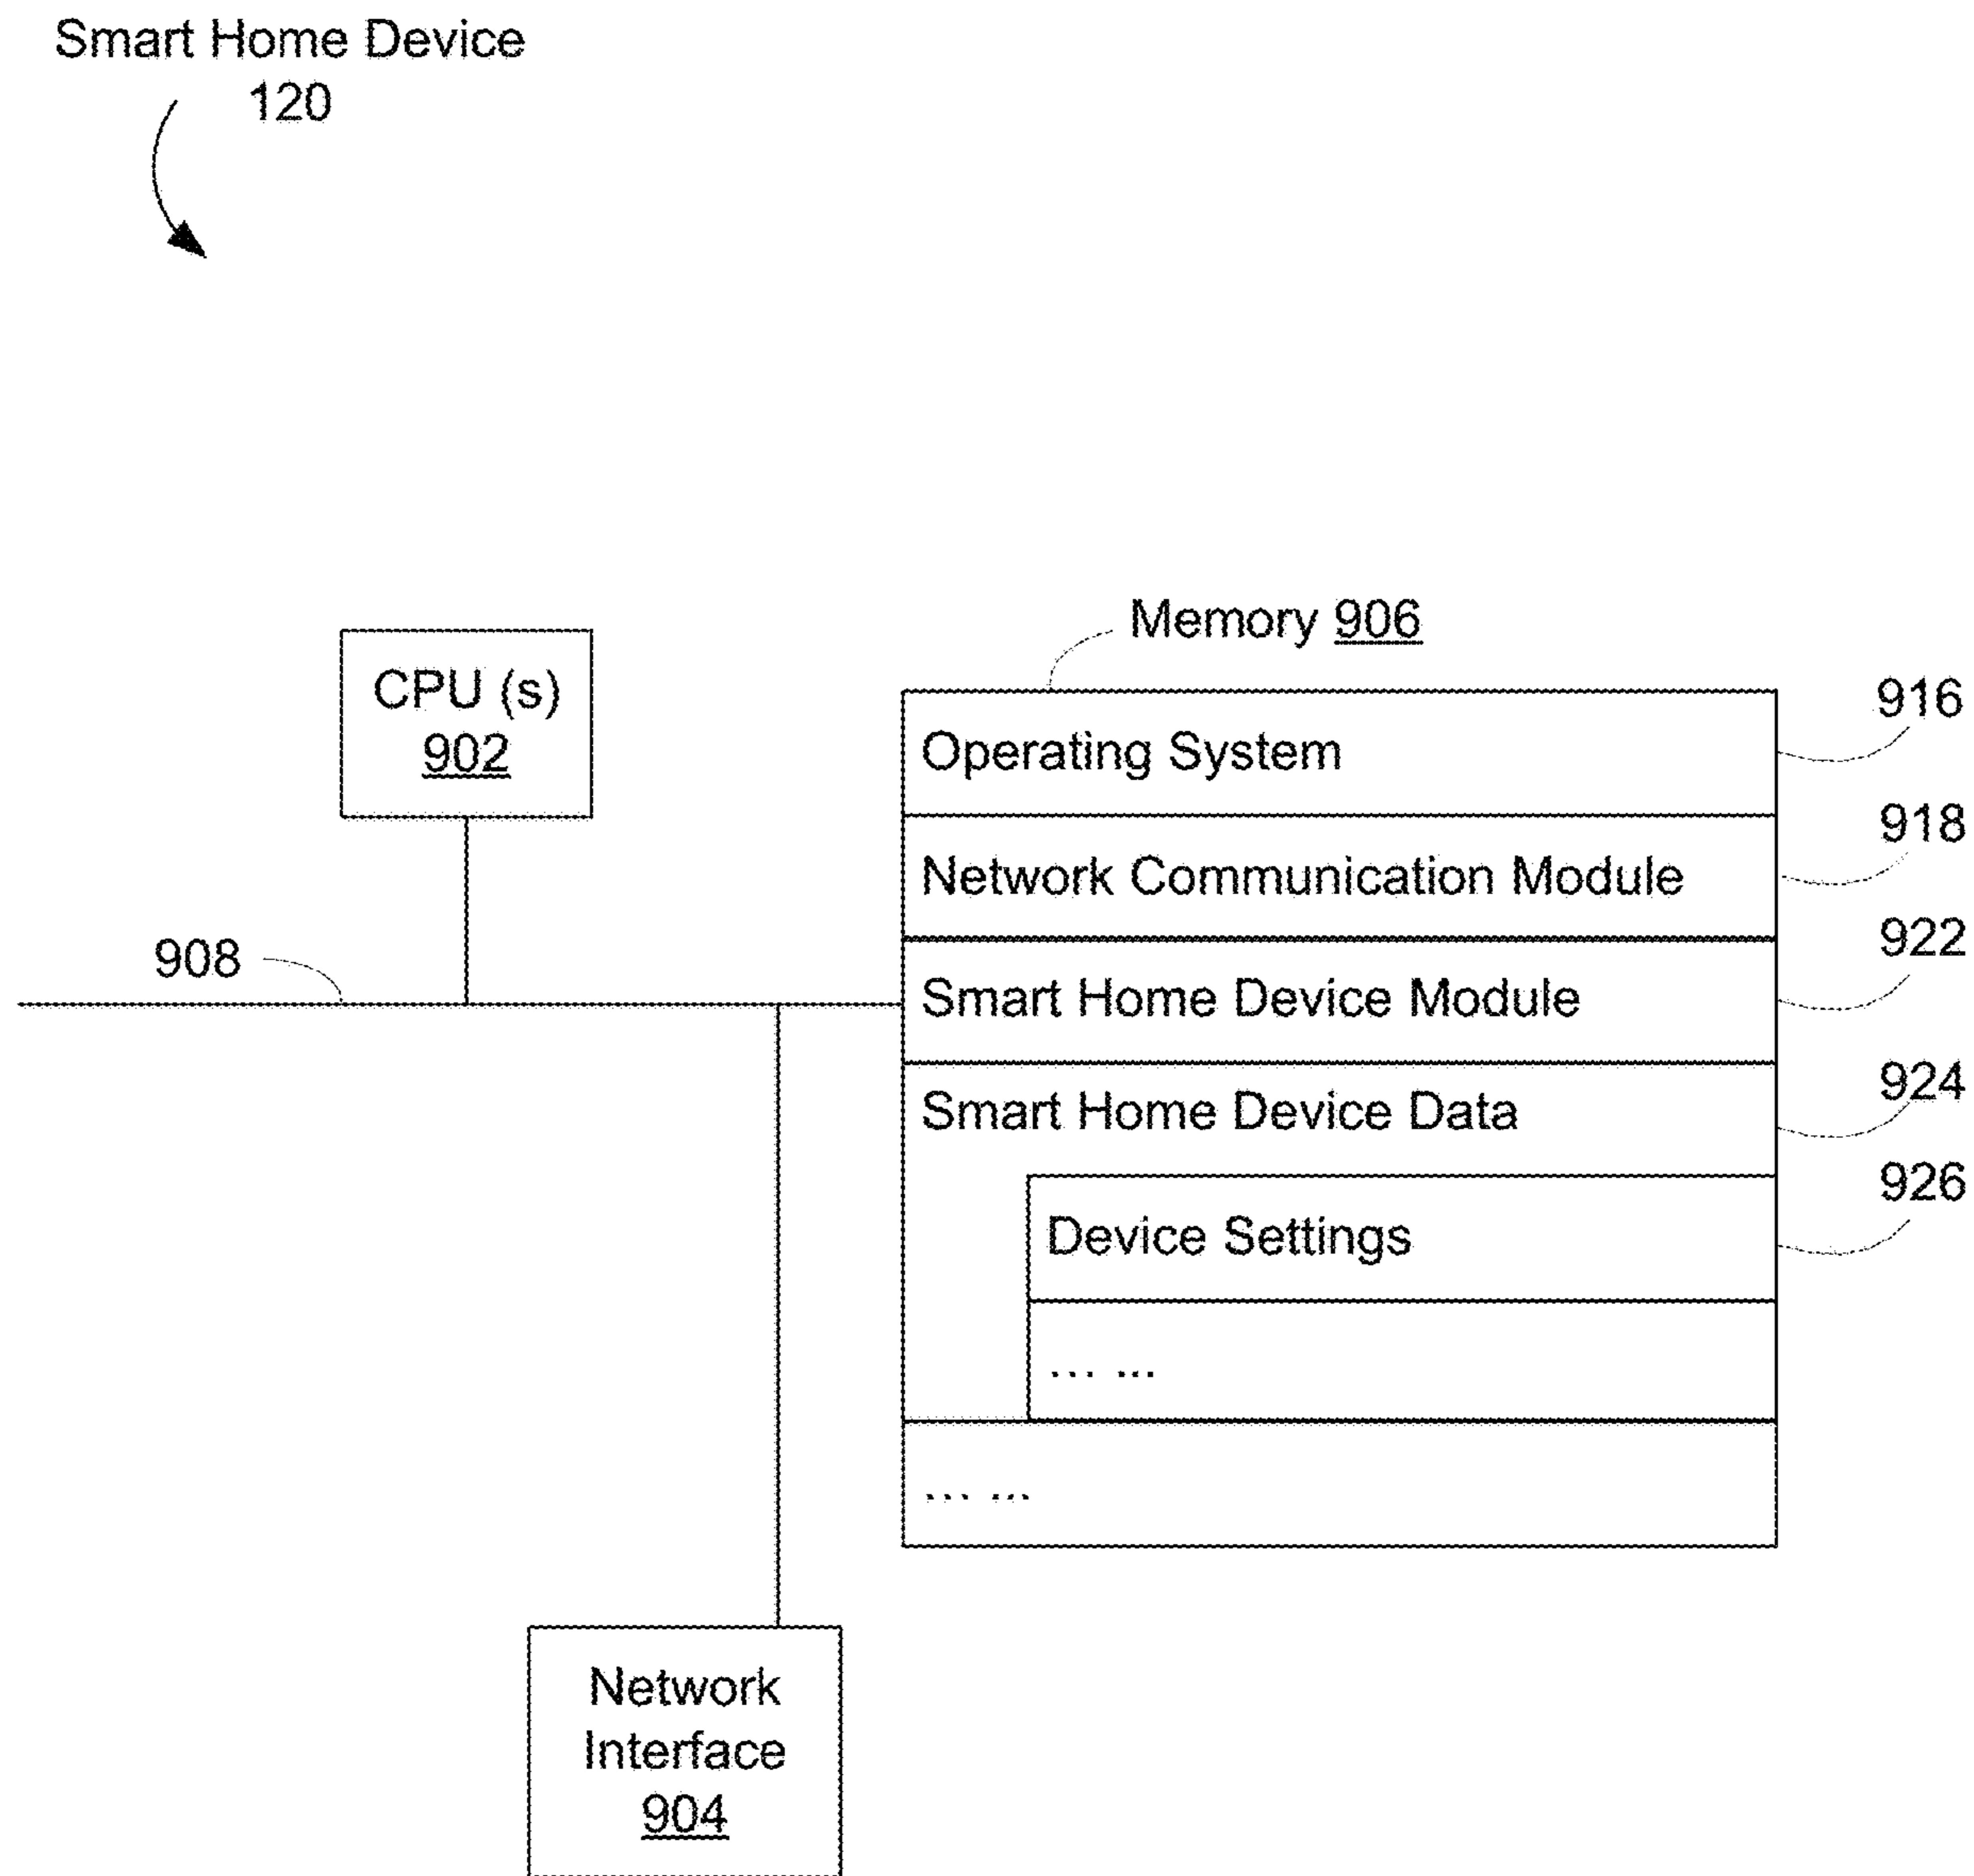 Smart Home Device
120
Memory 906
CPU (s)
902
Operating System
916
Network Communication Module
918
908
Smart Home Device Module
922
Smart Home Device Data
924
Device Settings
926
... ...
... ...
Network
Interface
904